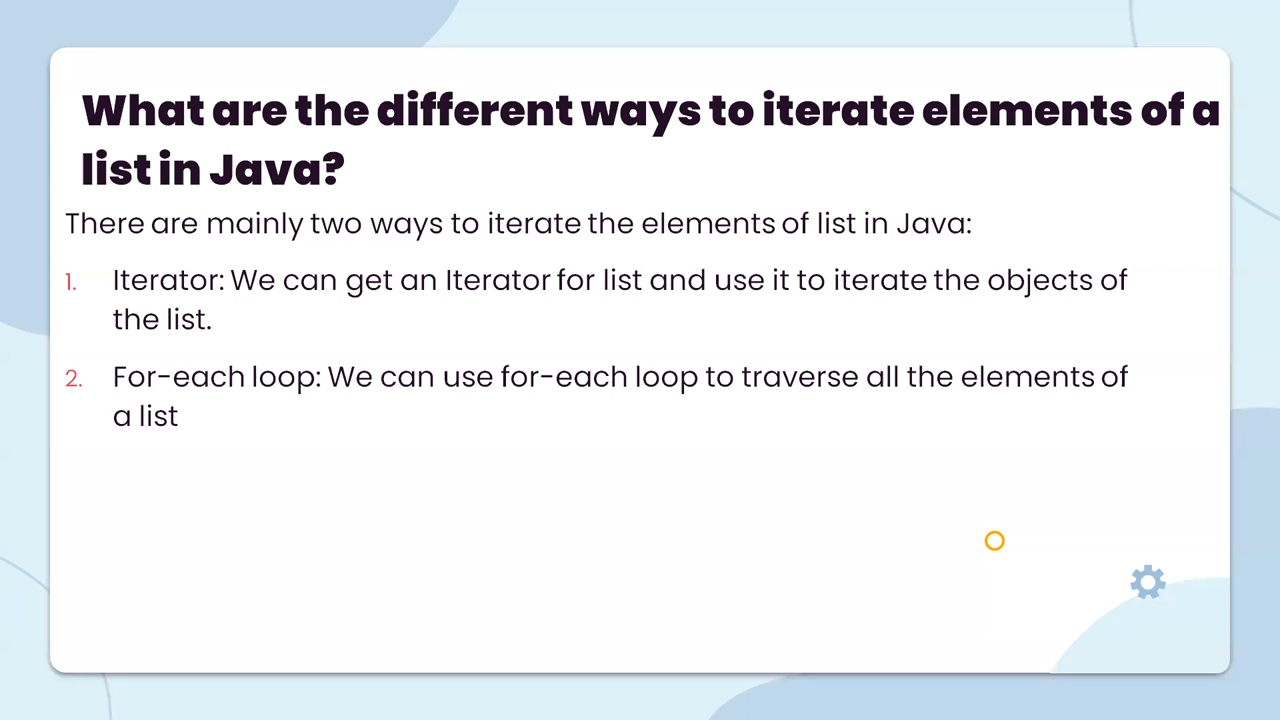 What are the different ways to iterate elements of a
list in Java?
There are mainly two ways to iterate the elements of list in Java:
1. Iterator: We can get an Iterator for list and use it to iterate the objects of
the list.
2. For-each loop: We can use for-each loop to traverse all the elements of
a list